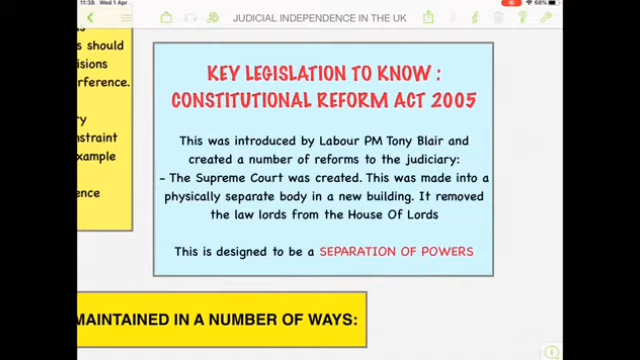 11:38 Wed 1 Apr
68%
JUDICIAL INDEPENDENCE IN THE UK
s should
isions
rference.
ry
onstraint
example
ence
KEY LEGISLATION TO KNOW :
CONSTITUTIONAL REFORM ACT 2005
This was introduced by Labour PM Tony Blair and
created a number of reforms to the judiciary:
- The Supreme Court was created. This was made into a
physically separate body in a new building. It removed
the law lords from the House Of Lords
This is designed to be a SEPARATION OF POWERS
MAINTAINED IN A NUMBER OF WAYS: